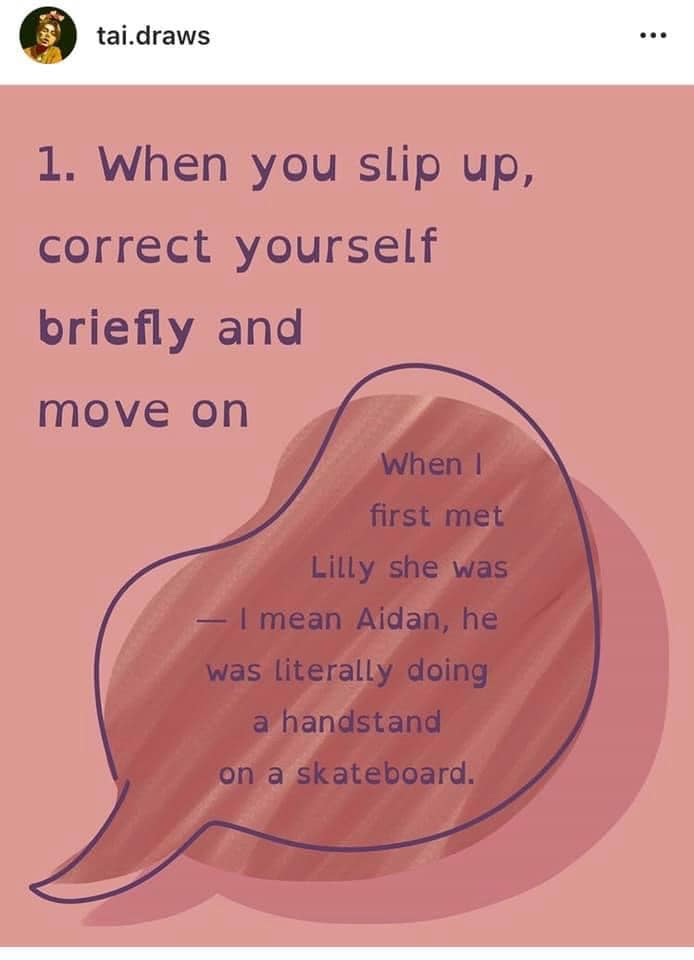 tai.draws
1. When you slip up,
correct yourself
briefly and
move on
When I
first met
Lilly she was
— I mean Aidan, he
was literally doing
a handstand
on a skateboard.